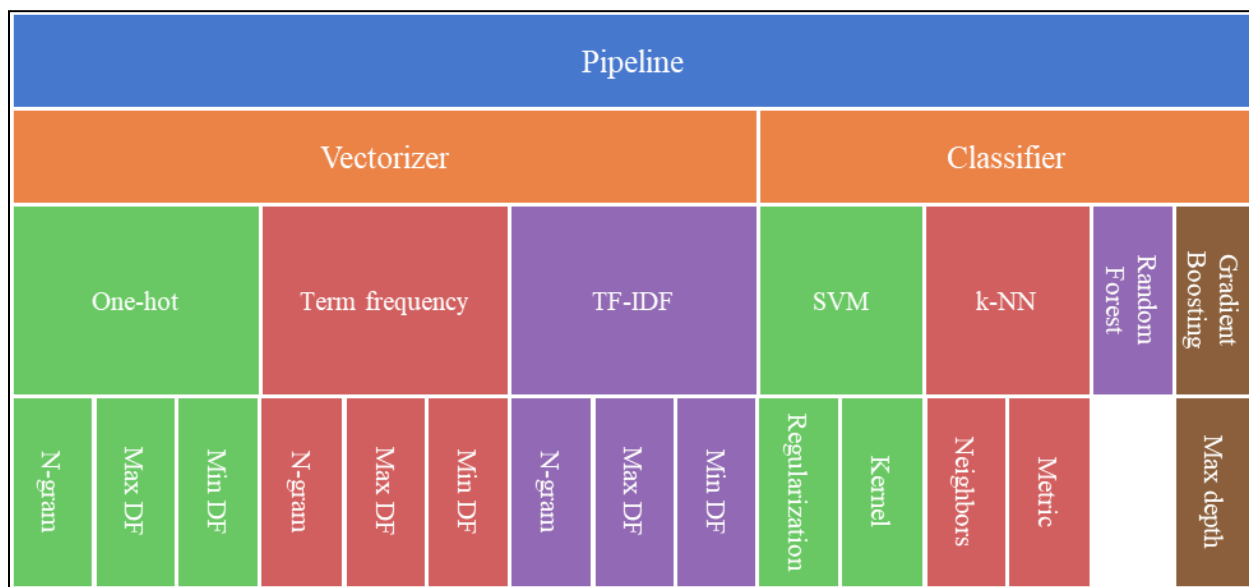 Pipeline
Vectorizer
Classifier
One-hot
Term frequency
TF-IDF
SVM
k-NN
Random
Forest
Gradient
Boosting
N-gram
Max DF
Min DF
N-gram
Max DF
Min DF
N-gram
Max DF
Min DF
Regularization
Kernel
Neighbors
Metric
Max depth